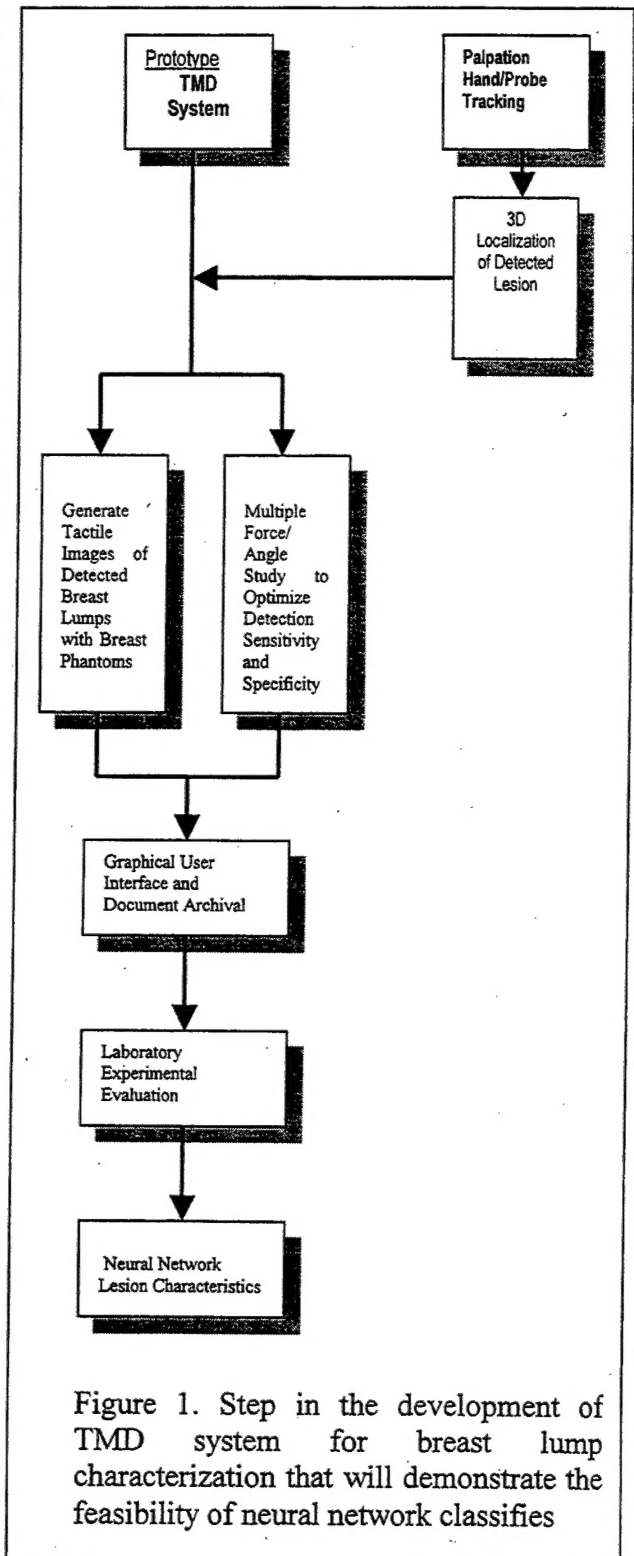 Prototype
TMD
System
Palpation
Hand/Probe
Tracking
3D
Localization
of Detected
Lesion
Generate
Tactile
Images of
Detected
Breast
Lumps
with Breast
Phantoms
Multiple
Force/
Angle
Study to
Optimize
Detection
Sensitivity
and
Specificity
Graphical User
Interface and
Document Archival
Laboratory
Experimental
Evaluation
Neural Network
Lesion Characteristics
Figure 1. Step in the development of
TMD system for breast lump
characterization that will demonstrate the
feasibility of neural network classifies